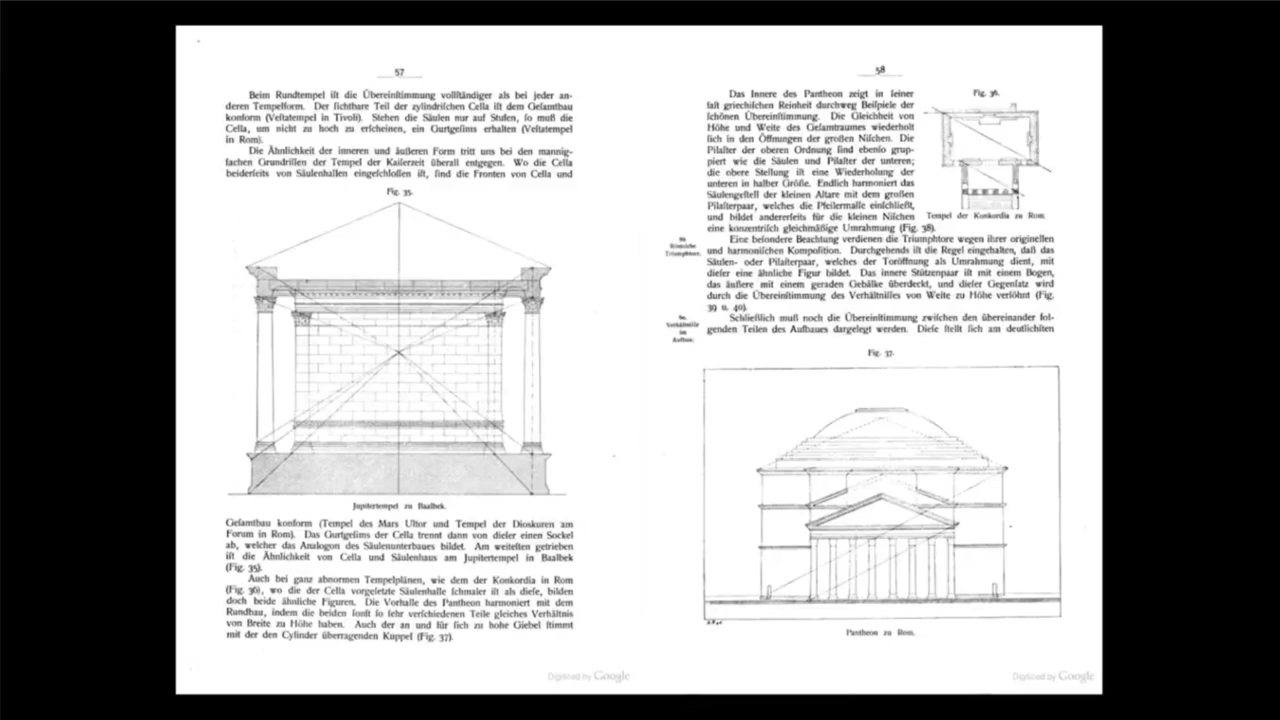 57
Beim Rundtempel iſt die Übereinſtimmung vollſtändiger als bei jeder an-
deren Tempelform. Der ſichtbare Teil der zylindriſchen Cella iſt dem Geſamtbau
konform (Veſtatempel in Tivoli). Stehen die Säulen nur auf Stufen, ſo muß die
Cella, um nicht zu hoch zu erſcheinen, ein Gurtgeſims erhalten (Veſtatempel
in Rom).
Die Ähnlichkeit der inneren und äußeren Form tritt uns bei den mannig-
fachen Grundriſſen der Tempel der Kaiſerzeit überall entgegen. Wo die Cella
beiderſeits von Säulenhallen eingeſchloſſen iſt, ſind die Fronten von Cella und
Fig. 35.
Jupitertempel zu Baalbek.
Geſamtbau konform (Tempel des Mars Ultor und Tempel der Dioskuren am
Forum in Rom). Das Gurtgeſims der Cella trennt dann von dieſer einen Sockel
ab, welcher das Analogon des Säulenunterbaues bildet. Am weiteſten getrieben
iſt die Ähnlichkeit von Cella und Säulenhaus am Jupitertempel in Baalbek
(Fig. 35).
Auch bei ganz abnormen Tempelplänen, wie dem der Konkordia in Rom
(Fig. 36), wo die der Cella vorgeſetzte Säulenhalle ſchmaler iſt als dieſe, bilden
doch beide ähnliche Figuren. Die Vorhalle des Pantheon harmoniert mit dem
Rundbau, indem die beiden ſonſt ſo ſehr verſchiedenen Teile gleiches Verhältnis
von Breite zu Höhe haben. Auch der an und für ſich zu hohe Giebel ſtimmt
mit der den Cylinder überragenden Kuppel (Fig. 37).
Digitized by Google
58
Das Innere des Pantheon zeigt in ſeiner
faſt griechiſchen Reinheit durchweg Beiſpiele der
ſchönen Übereinſtimmung. Die Gleichheit von
Höhe und Weite des Geſamtraumes wiederholt
ſich in den Öffnungen der großen Niſchen. Die
Pilaſter der oberen Ordnung ſind ebenſo grup-
piert wie die Säulen und Pilaſter der unteren;
die obere Stellung iſt eine Wiederholung der
unteren in halber Größe. Endlich harmoniert das
Säulengeſtell der kleinen Altare mit dem großen
Pilaſterpaar, welches die Pfeilermaſſe einſchließt,
und bildet andererſeits für die kleinen Niſchen
eine konzentriſch gleichmäßige Umrahmung (Fig. 38).
Fig. 36.
Tempel der Konkordia zu Rom.
Römiſche
Triumphtore.
Eine beſondere Beachtung verdienen die Triumphtore wegen ihrer originellen
und harmoniſchen Kompoſition. Durchgehends iſt die Regel eingehalten, daß das
Säulen- oder Pilaſterpaar, welches der Toröffnung als Umrahmung dient, mit
dieſer eine ähnliche Figur bildet. Das innere Stützenpaar iſt mit einem Bogen,
das äußere mit einem geraden Gebälke überdeckt, und dieſer Gegenſatz wird
durch die Übereinſtimmung des Verhältniſſes von Weite zu Höhe verſöhnt (Fig.
39 u. 40).
Verhältniſſe
im
Aufbau.
Schließlich muß noch die Übereinſtimmung zwiſchen den übereinander fol-
genden Teilen des Aufbaues dargelegt werden. Dieſe ſtellt ſich am deutlichſten
Fig. 37.
Pantheon zu Rom.
Digitized by Google